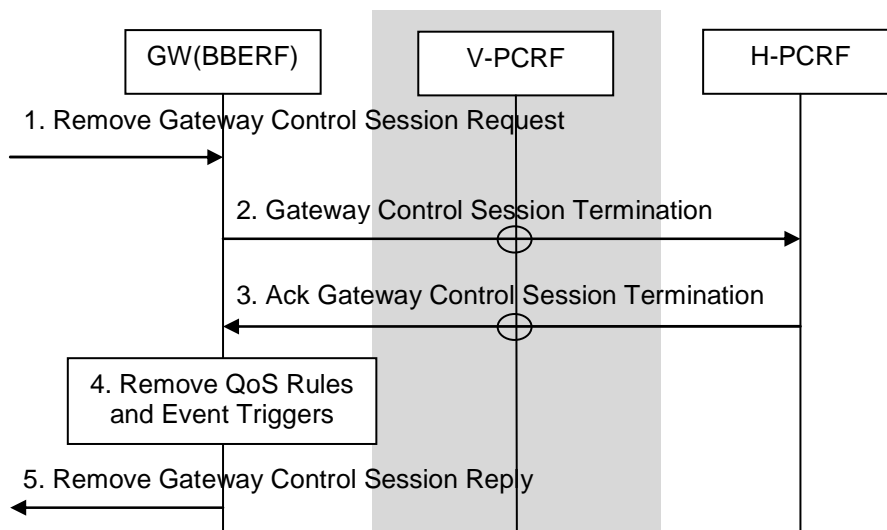 GW(BBERF)
V-PCRF
H-PCRF
1. Remove Gateway Control Session Request
2. Gateway Control Session Termination
3. Ack Gateway Control Session Termination
4. Remove QoS Rules
and Event Triggers
5. Remove Gateway Control Session Reply